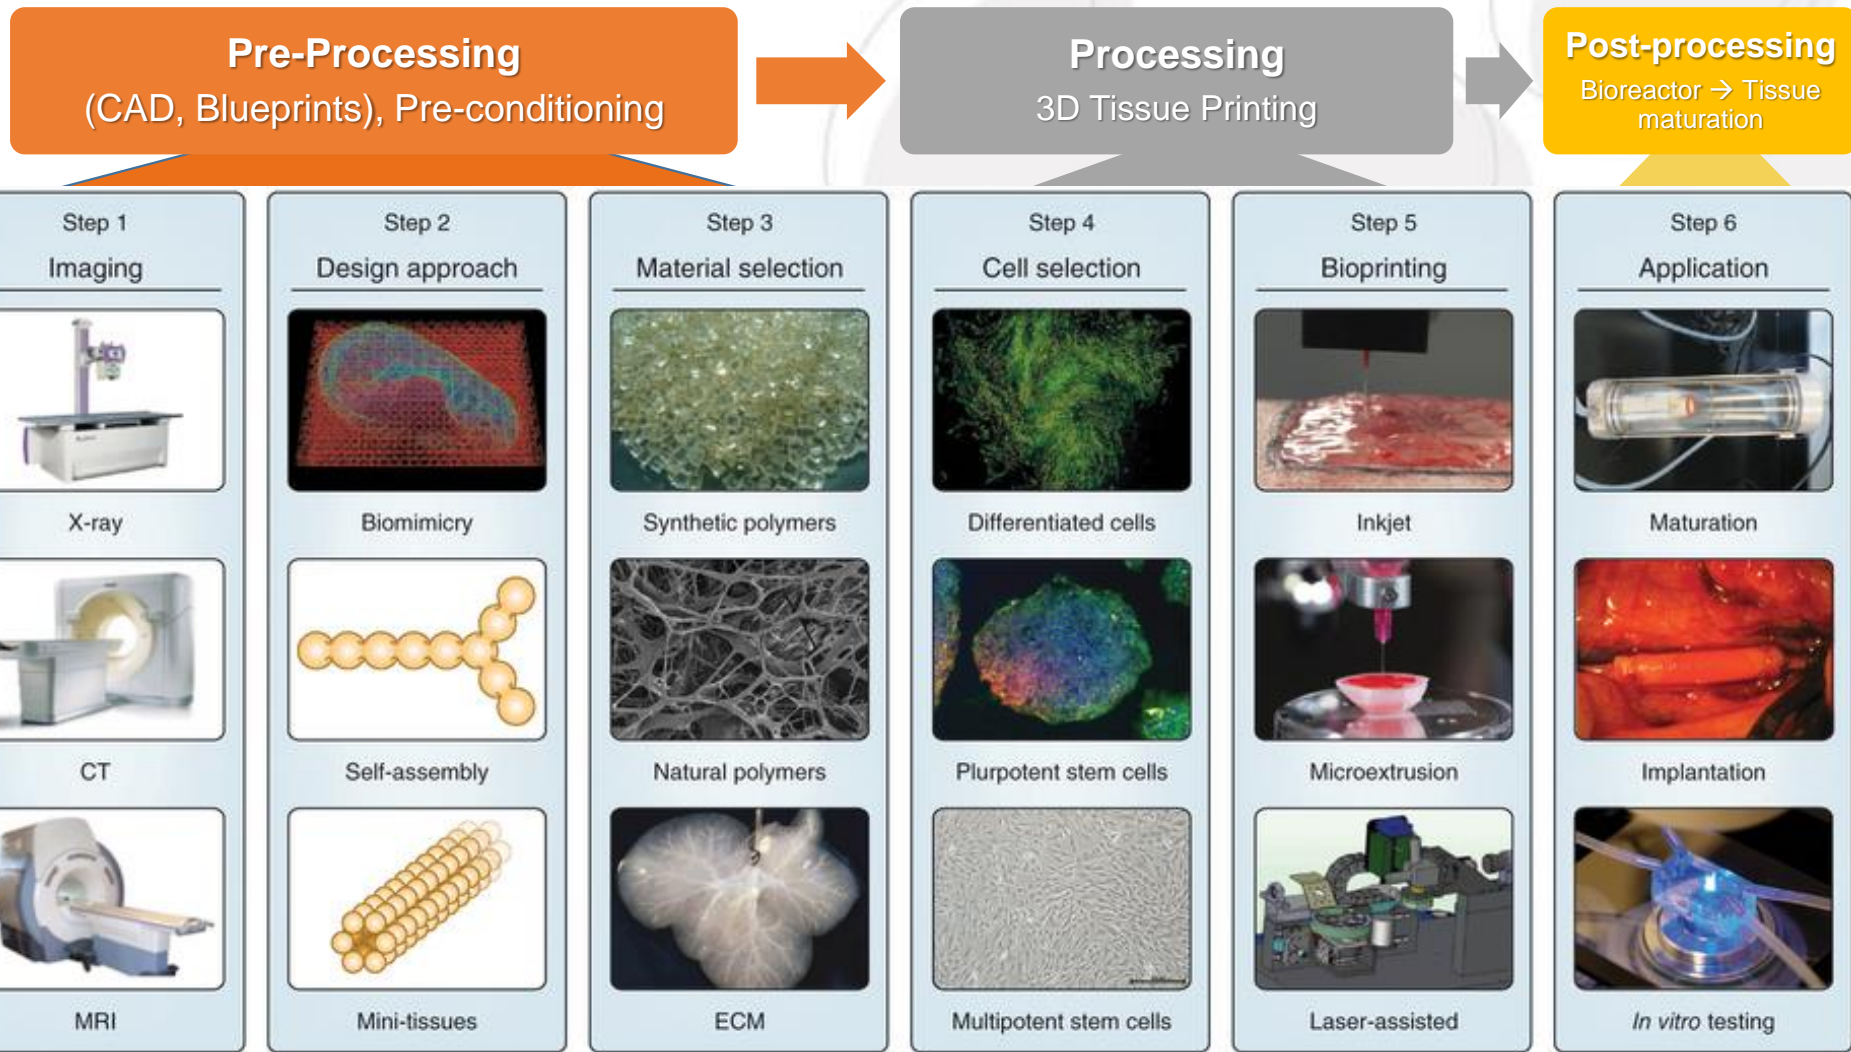 Pre-Processing
(CAD, Blueprints), Pre-conditioning
Processing
3D Tissue Printing
Post-processing
Bioreactor → Tissue
maturation
Step 1
Imaging
X-ray
CT
MRI
Step 2
Design approach
Biomimicry
Self-assembly
Mini-tissues
Step 3
Material selection
Synthetic polymers
Natural polymers
ECM
Step 4
Cell selection
Differentiated cells
Plurpotent stem cells
Multipotent stem cells
Step 5
Bioprinting
Inkjet
Microextrusion
Laser-assisted
Step 6
Application
Maturation
Implantation
In vitro testing